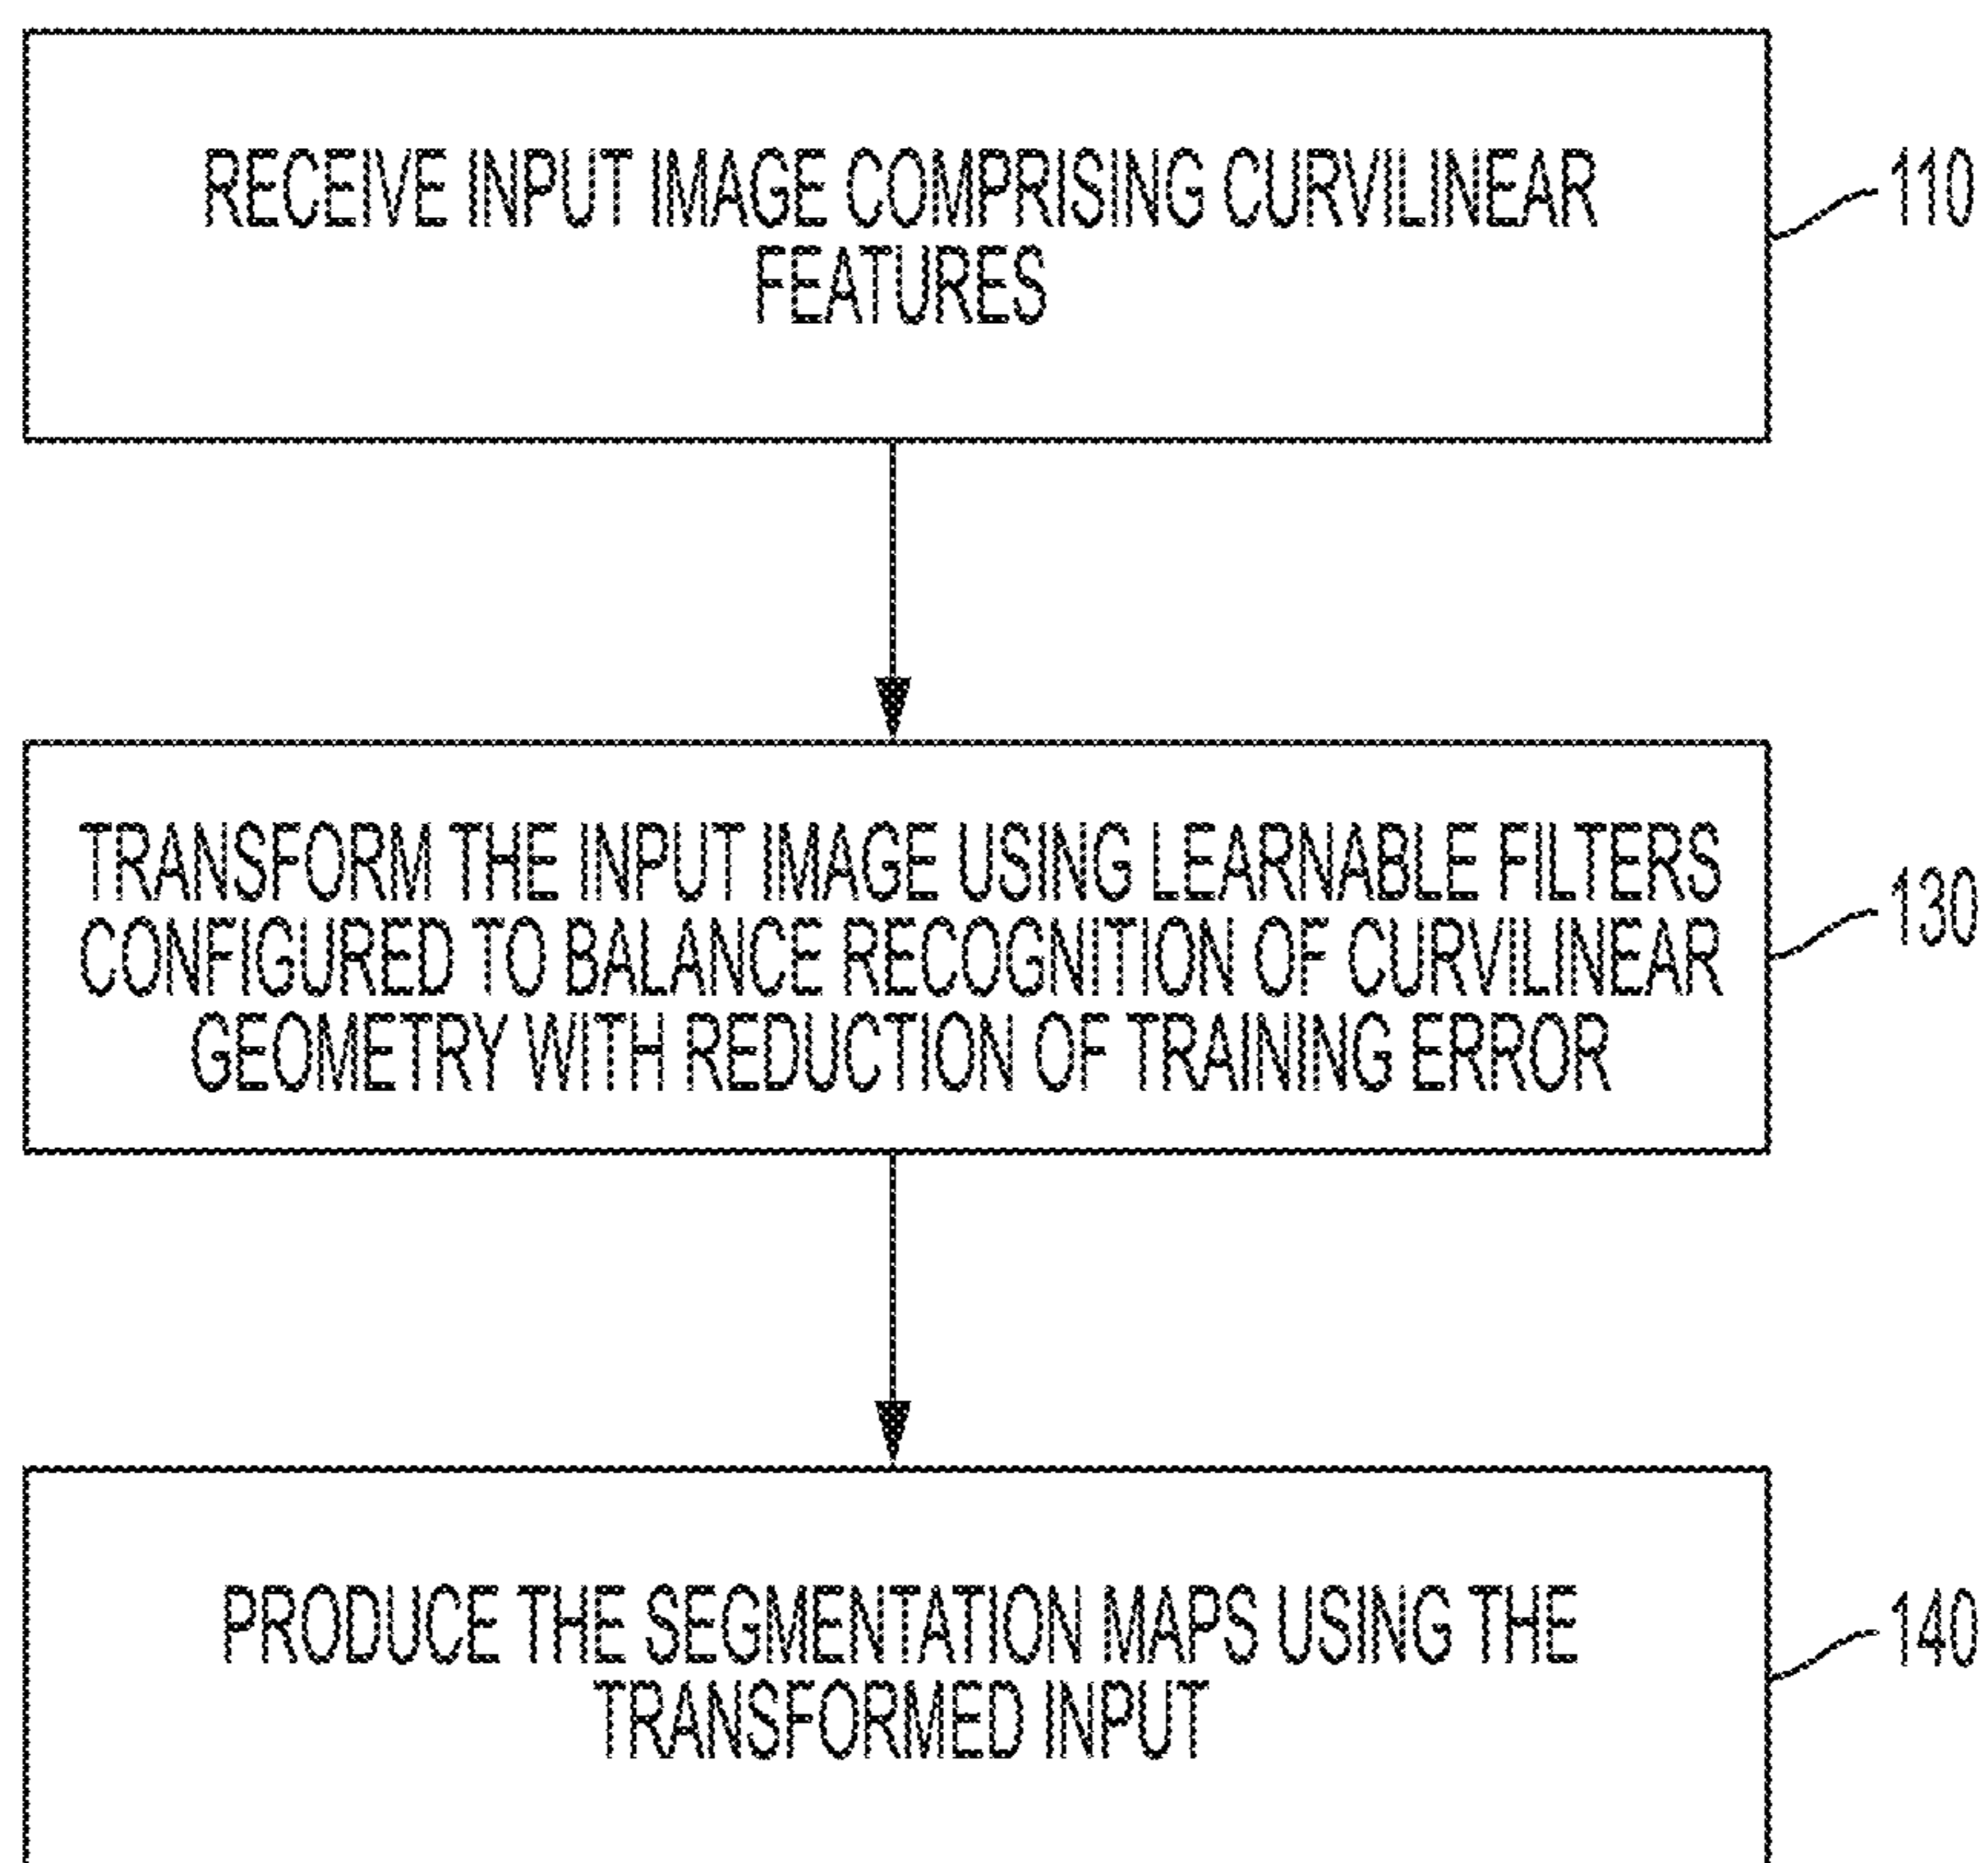 RECEIVE INPUT IMAGE COMPRISING CURVILINEAR
FEATURES
110
TRANSFORM THE INPUT IMAGE USING LEARNABLE FILTERS
CONFIGURED TO BALANCE RECOGNITION OF CURVILINEAR
GEOMETRY WITH REDUCTION OF TRAINING ERROR
130
PRODUCE THE SEGMENTATION MAPS USING THE
TRANSFORMED INPUT
140